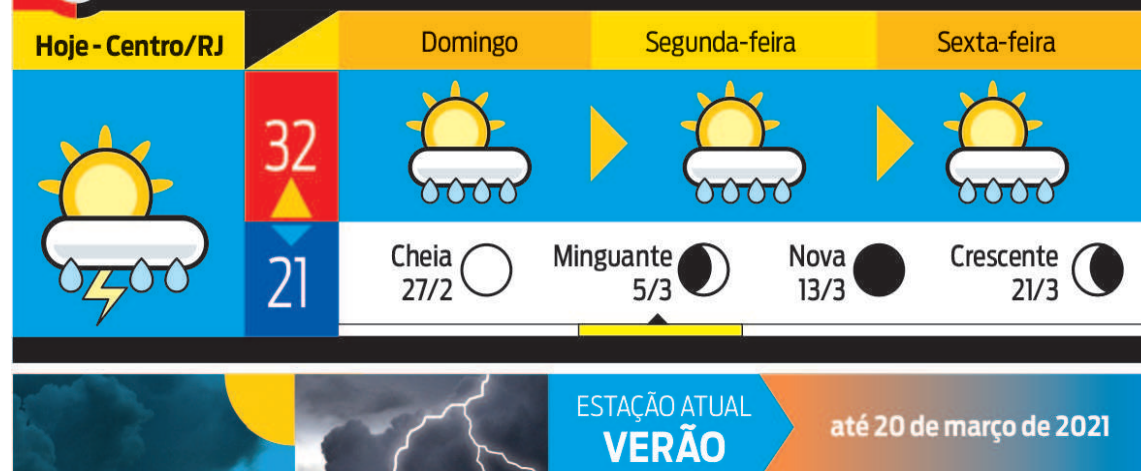 Hoje - Centro/RJ
Domingo
Segunda-feira
Sexta-feira
32
21
Cheia
27/2
Minguante
5/3
Nova
13/3
Crescente
21/3
ESTAÇÃO ATUAL
VERÃO
até 20 de março de 2021